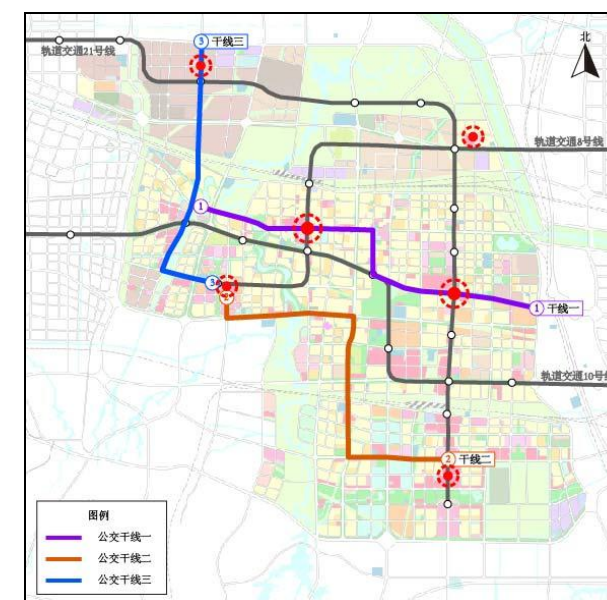 北
③ 干线三
轨道交通21号线
轨道交通8号线
①
③
②
① 干线一
轨道交通10号线
② 干线二
图例
公交干线一
公交干线二
公交干线三